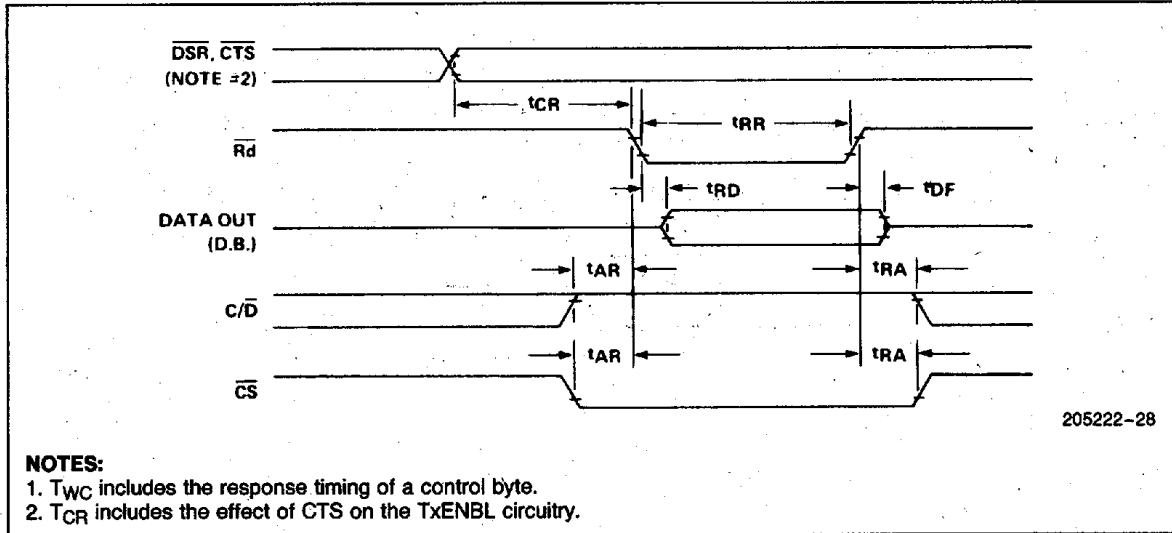 DSR, CTS
(NOTE =2)
tCR
tRR
Rd
tRD
tDF
DATA OUT
(D.B.)
tAR
tRA
C/D
tAR
tRA
CS
205222-28
NOTES:
1. TWC includes the response timing of a control byte.
2. TCR includes the effect of CTS on the TxENBL circuitry.